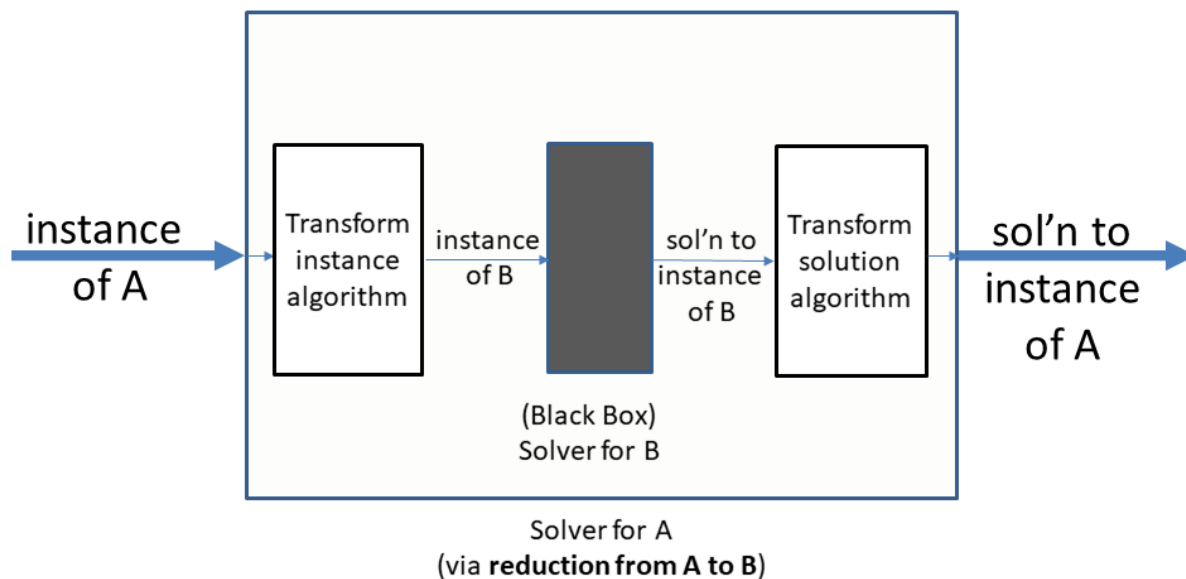 instance
of A
Transform
instance
algorithm
instance
of B
(Black Box)
Solver for B
sol'n to
instance
of B
Transform
solution
algorithm
sol'n to
instance
of A
Solver for A
(via reduction from A to B)